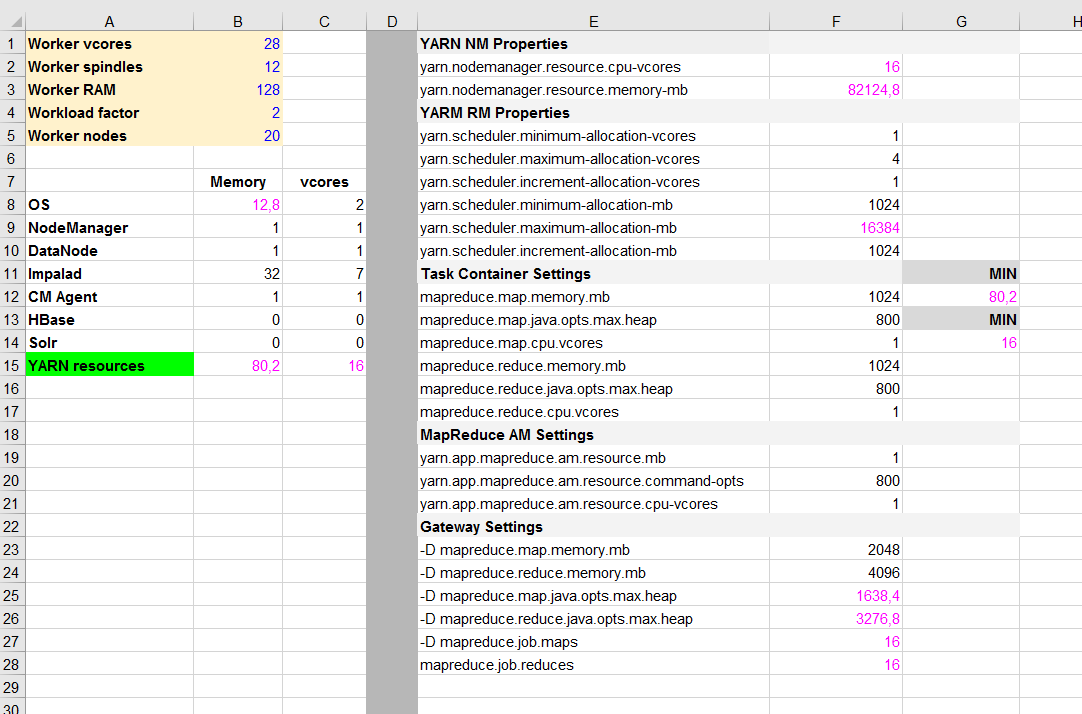 A B C D E F G H
1 Worker vcores 28 YARN NM Properties
2 Worker spindles 12 yarn.nodemanager.resource.cpu-vcores 16
3 Worker RAM 128 yarn.nodemanager.resource.memory-mb 82124,8
4 Workload factor 2 YARM RM Properties
5 Worker nodes 20 yarn.scheduler.minimum-allocation-vcores 1
6 yarn.scheduler.maximum-allocation-vcores 4
7 Memory vcores yarn.scheduler.increment-allocation-vcores 1
8 OS 12,8 2 yarn.scheduler.minimum-allocation-mb 1024
9 NodeManager 1 1 yarn.scheduler.maximum-allocation-mb 16384
10 DataNode 1 1 yarn.scheduler.increment-allocation-mb 1024
11 Impalad 32 7 Task Container Settings MIN
12 CM Agent 1 1 mapreduce.map.memory.mb 1024 80,2
13 HBase 0 0 mapreduce.map.java.opts.max.heap 800 MIN
14 Solr 0 0 mapreduce.map.cpu.vcores 1 16
15 YARN resources 80,2 16 mapreduce.reduce.memory.mb 1024
16 mapreduce.reduce.java.opts.max.heap 800
17 mapreduce.reduce.cpu.vcores 1
18 MapReduce AM Settings
19 yarn.app.mapreduce.am.resource.mb 1
20 yarn.app.mapreduce.am.resource.command-opts 800
21 yarn.app.mapreduce.am.resource.cpu-vcores 1
22 Gateway Settings
23 -D mapreduce.map.memory.mb 2048
24 -D mapreduce.reduce.memory.mb 4096
25 -D mapreduce.map.java.opts.max.heap 1638,4
26 -D mapreduce.reduce.java.opts.max.heap 3276,8
27 -D mapreduce.job.maps 16
28 mapreduce.job.reduces 16
29
30